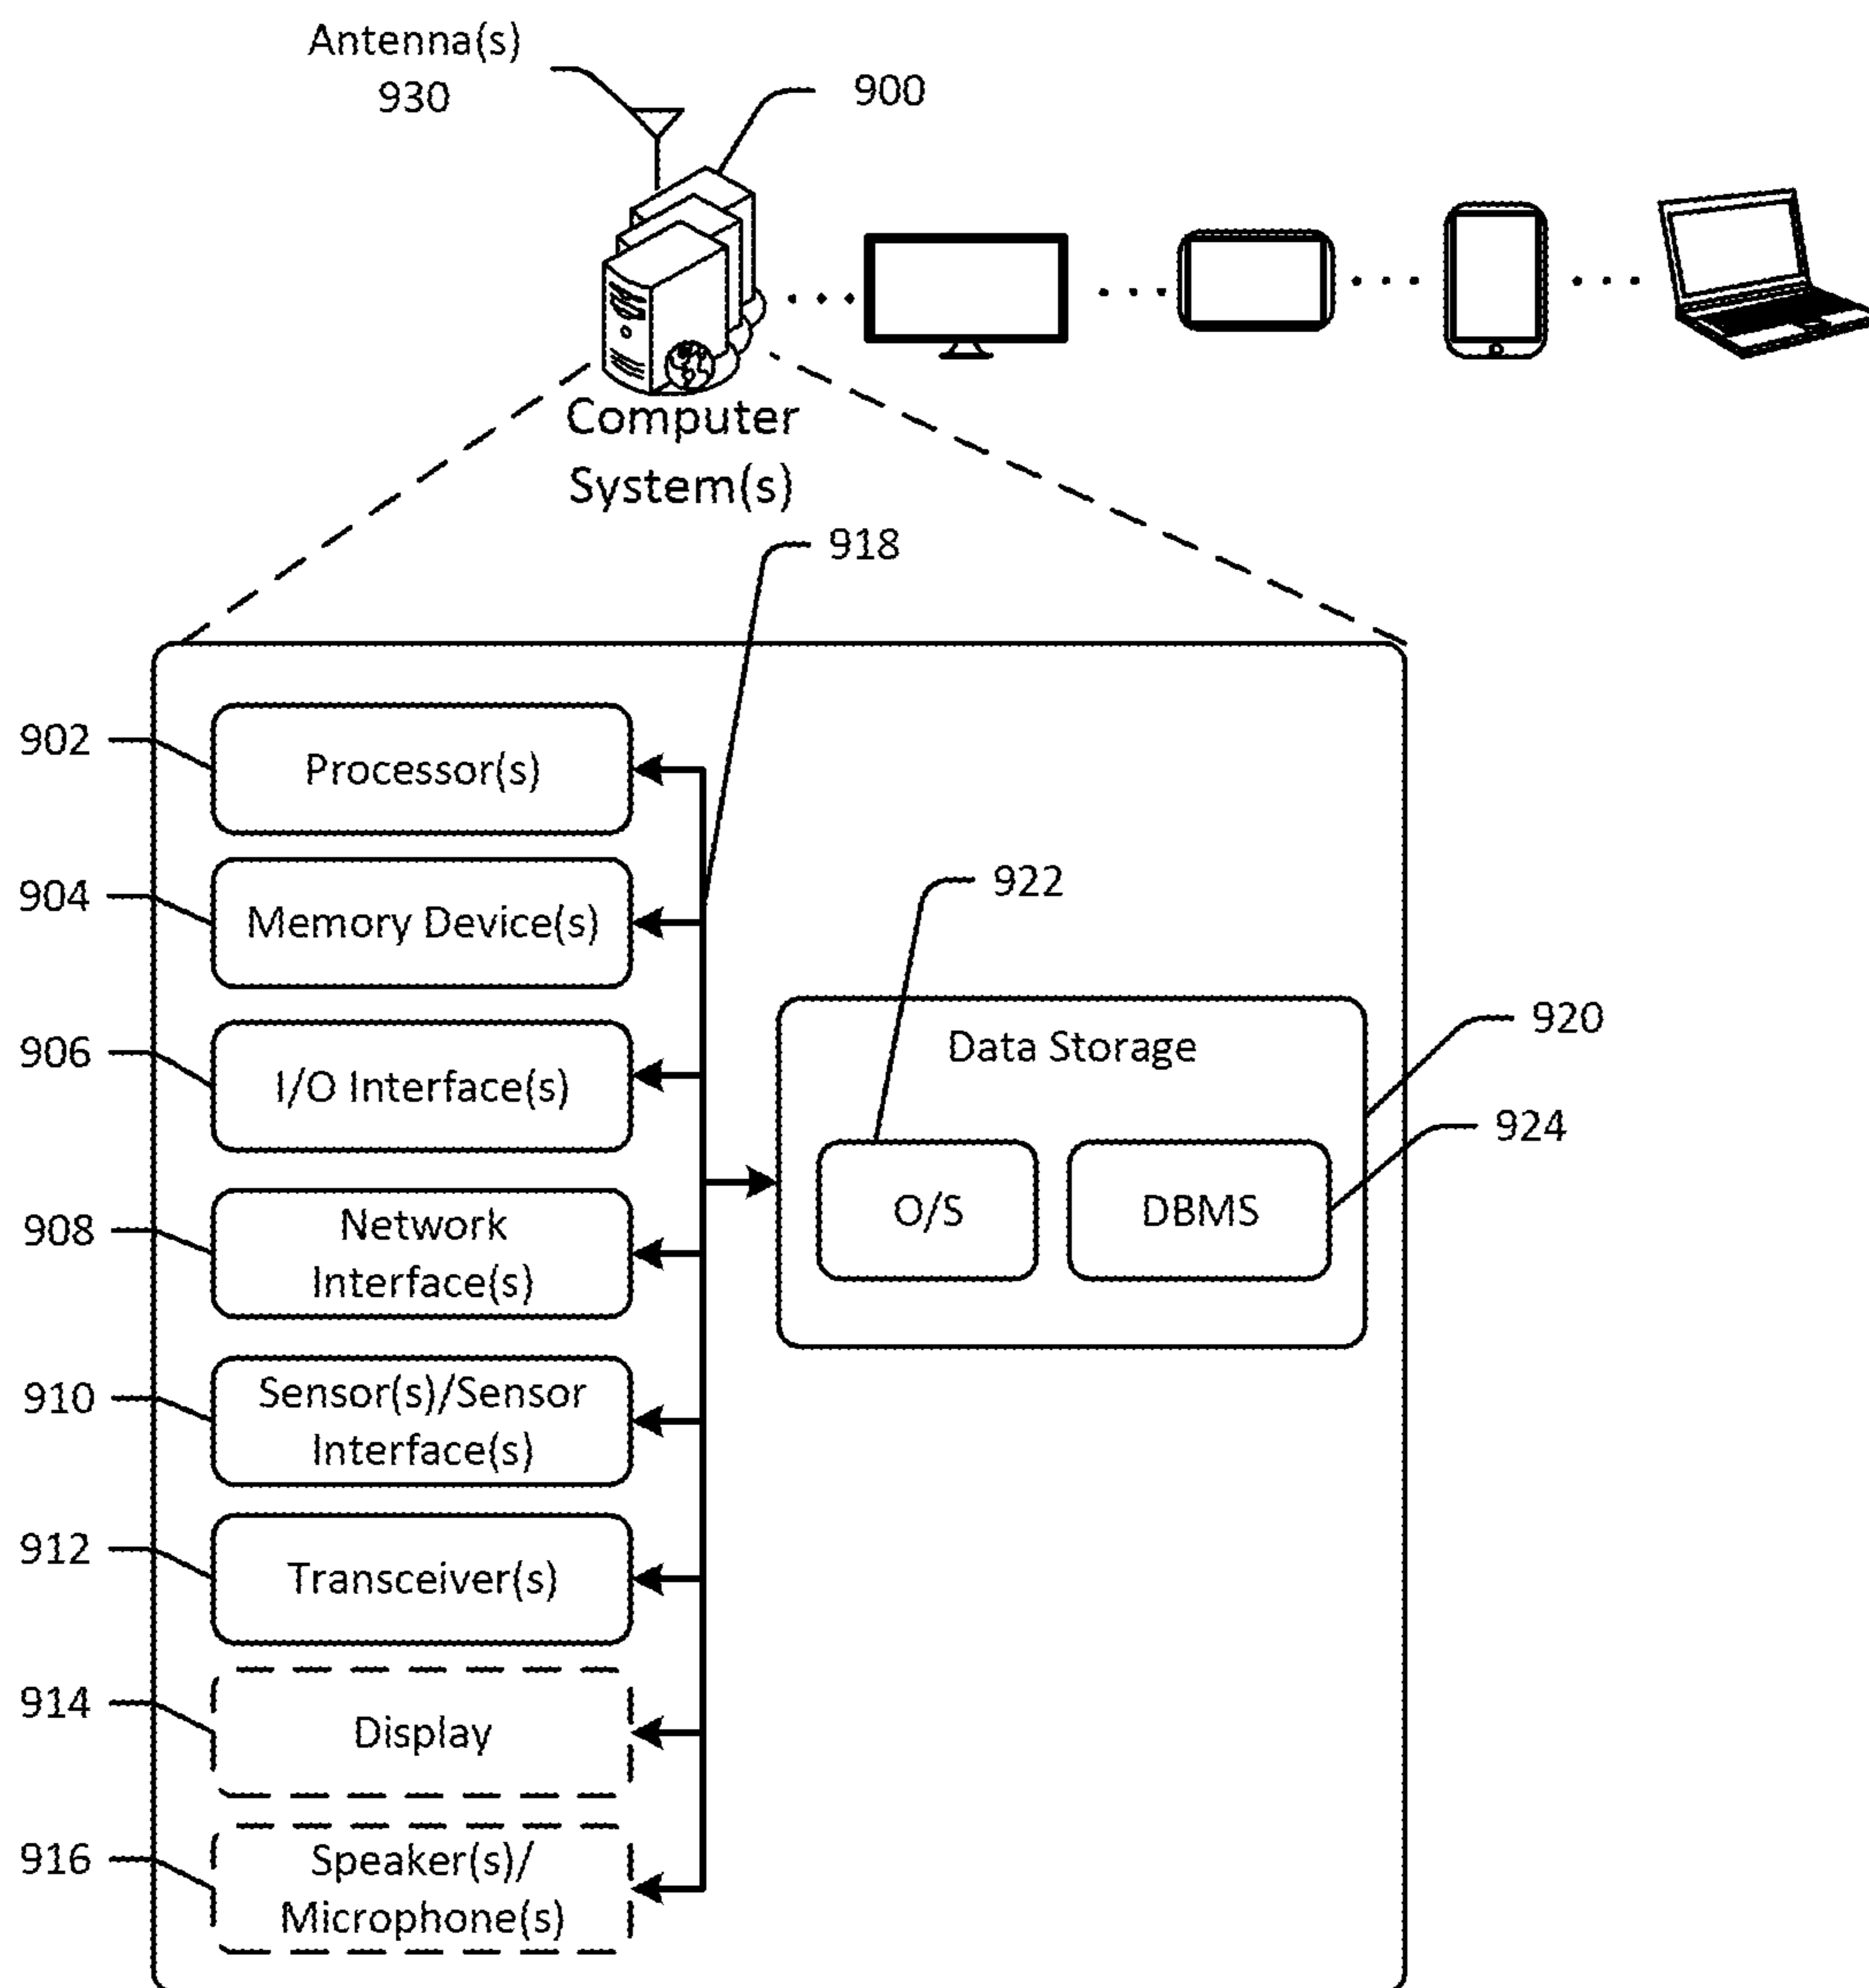 Antenna(s)
930
900
Computer
System(s)
918
902
Processor(s)
904
Memory Device(s)
922
906
I/O Interface(s)
Data Storage
920
924
O/S
DBMS
908
Network
Interface(s)
910
Sensor(s)/Sensor
Interface(s)
912
Transceiver(s)
914
Display
916
Speaker(s)/
Microphone(s)